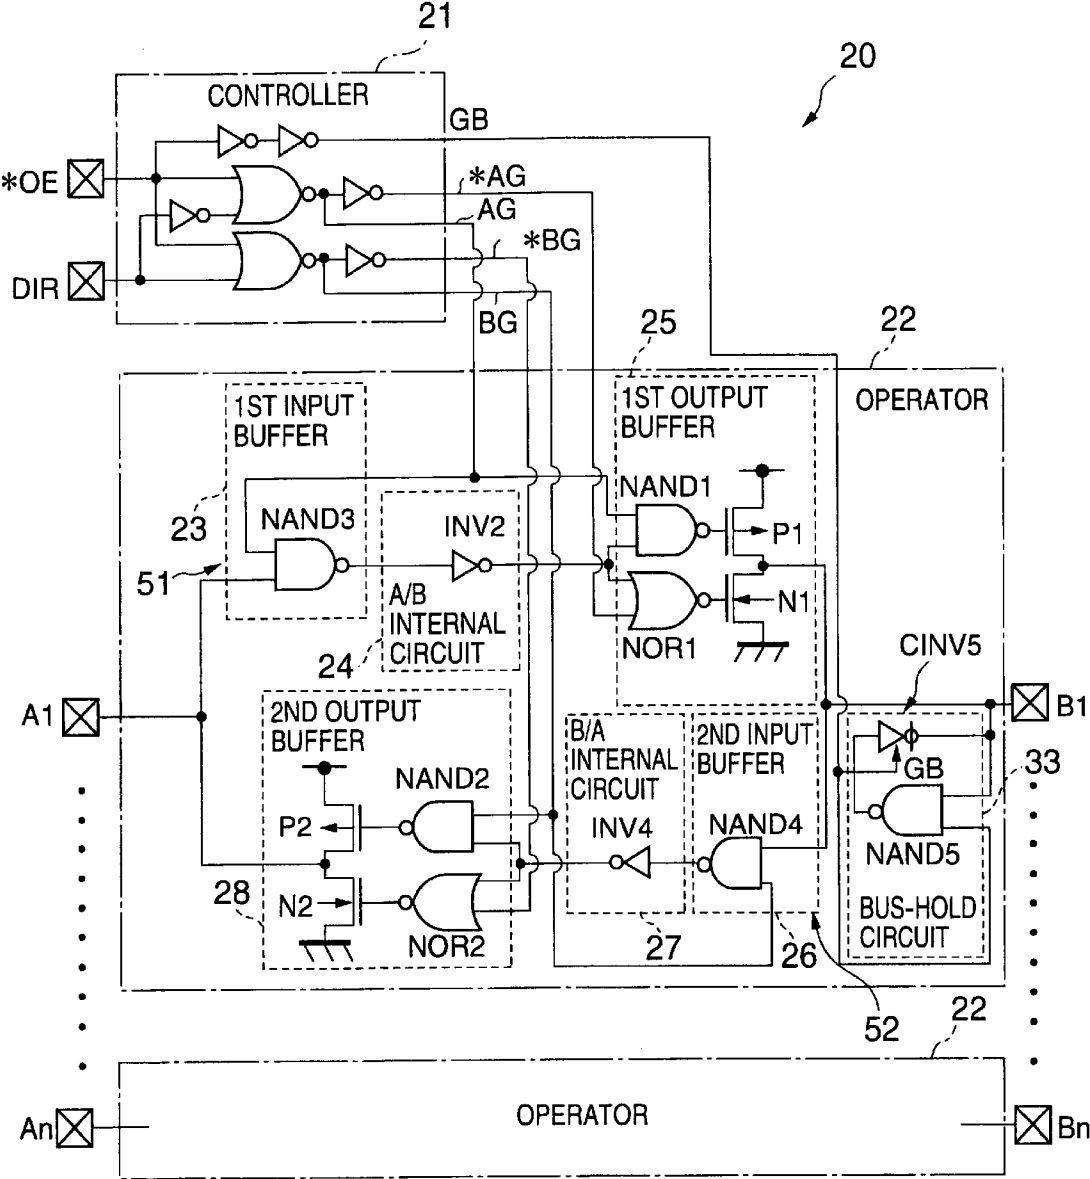 21
20
CONTROLLER
GB
*OE
*AG
AG
*BG
DIR
BG
25
22
1ST INPUT
BUFFER
1ST OUTPUT
BUFFER
OPERATOR
23
NAND3
INV2
NAND1
P1
51
A/B
INTERNAL
CIRCUIT
N1
24
NOR1
CINV5
A1
2ND OUTPUT
BUFFER
B/A
INTERNAL
CIRCUIT
2ND INPUT
BUFFER
B1
NAND2
GB
33
P2
INV4
NAND4
NAND5
28
N2
NOR2
27
26
BUS-HOLD
CIRCUIT
52
22
An
OPERATOR
Bn